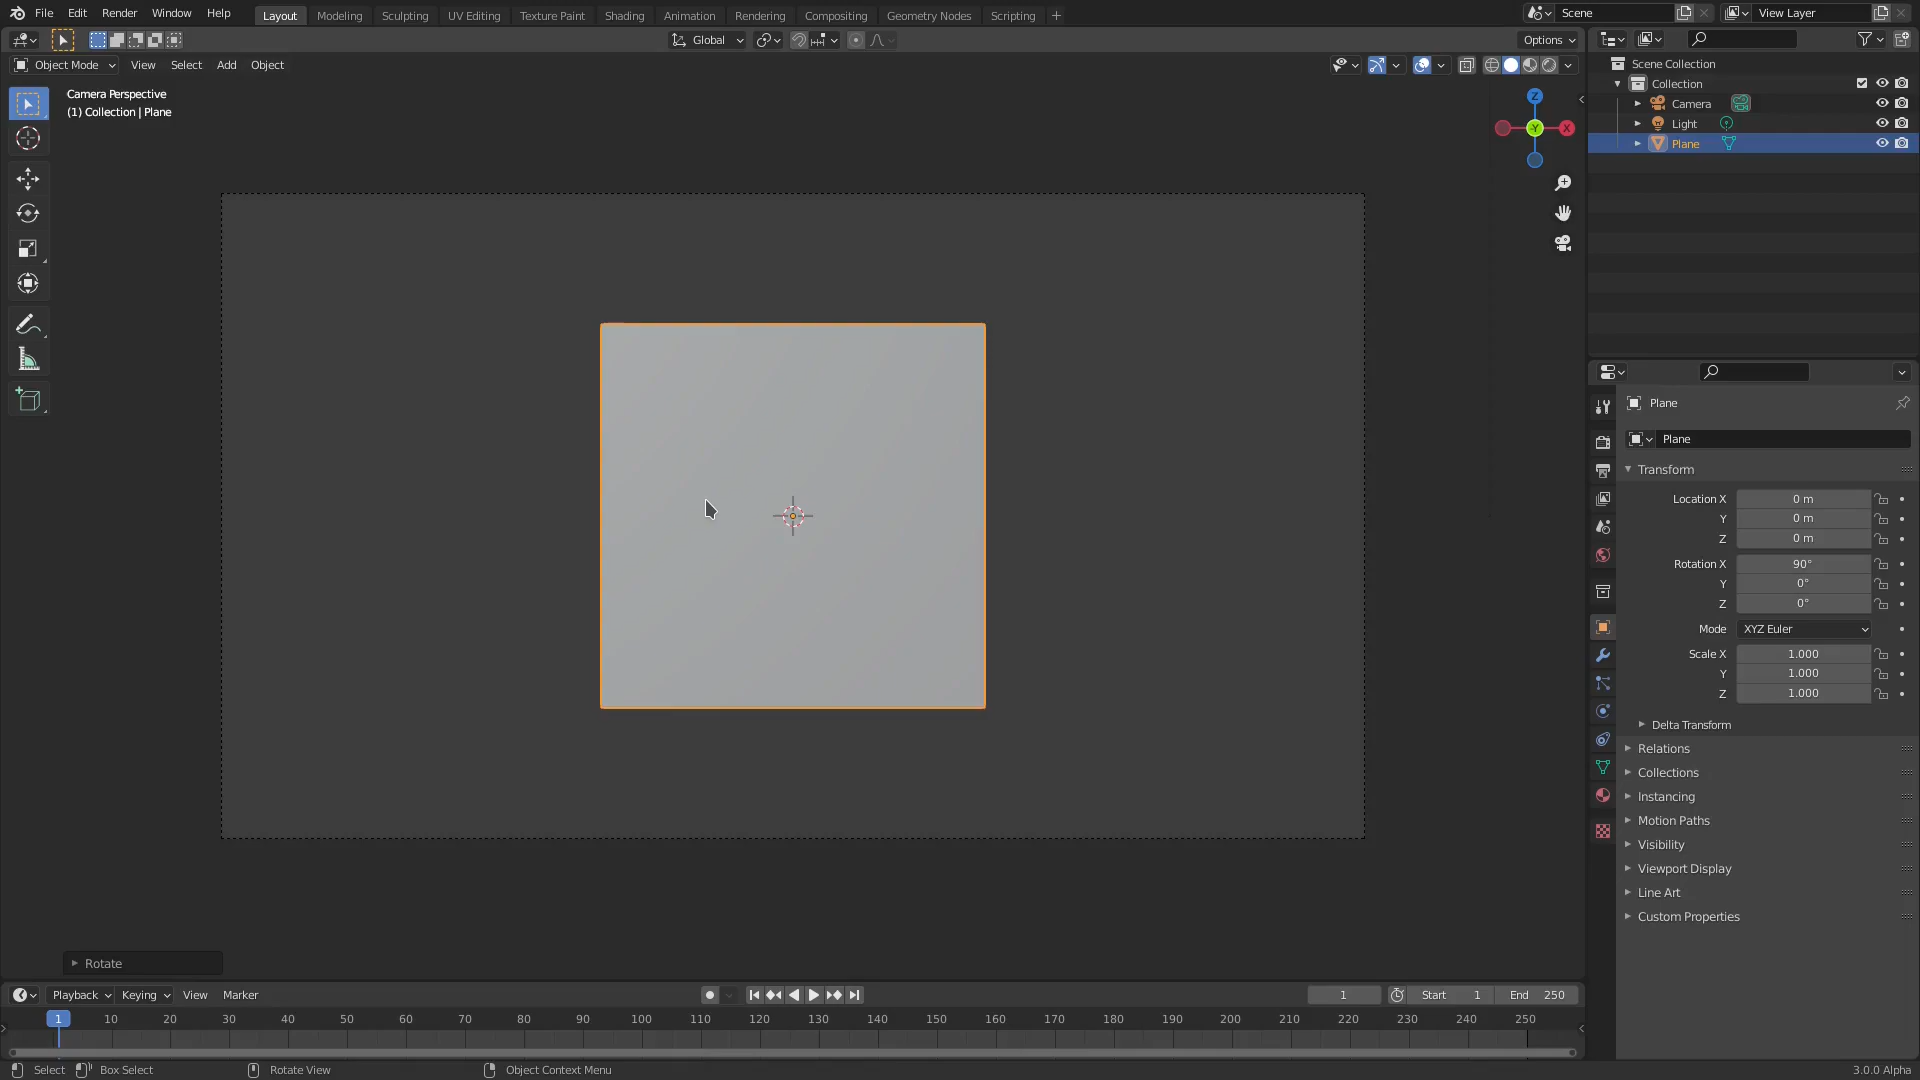 File Edit Render Window Help Layout Modeling Sculpting UV Editing Texture Paint Shading Animation Rendering Compositing Geometry Nodes Scripting + Scene View Layer
Global Options
Object Mode View Select Add Object
Camera Perspective
(1) Collection | Plane
Z
Y
X
Scene Collection
Collection
Camera
Light
Plane
Plane
Plane
Transform
Location X 0 m
Y 0 m
Z 0 m
Rotation X 90°
Y 0°
Z 0°
Mode XYZ Euler
Scale X 1.000
Y 1.000
Z 1.000
Delta Transform
Relations
Collections
Instancing
Motion Paths
Visibility
Viewport Display
Line Art
Custom Properties
Rotate
Playback Keying View Marker 1 Start 1 End 250
1 10 20 30 40 50 60 70 80 90 100 110 120 130 140 150 160 170 180 190 200 210 220 230 240 250
Select Box Select Rotate View Object Context Menu 3.0.0 Alpha